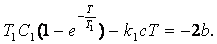 T₁C₁(1 − e^(−T/T₁)) − k₁cT = −2b.